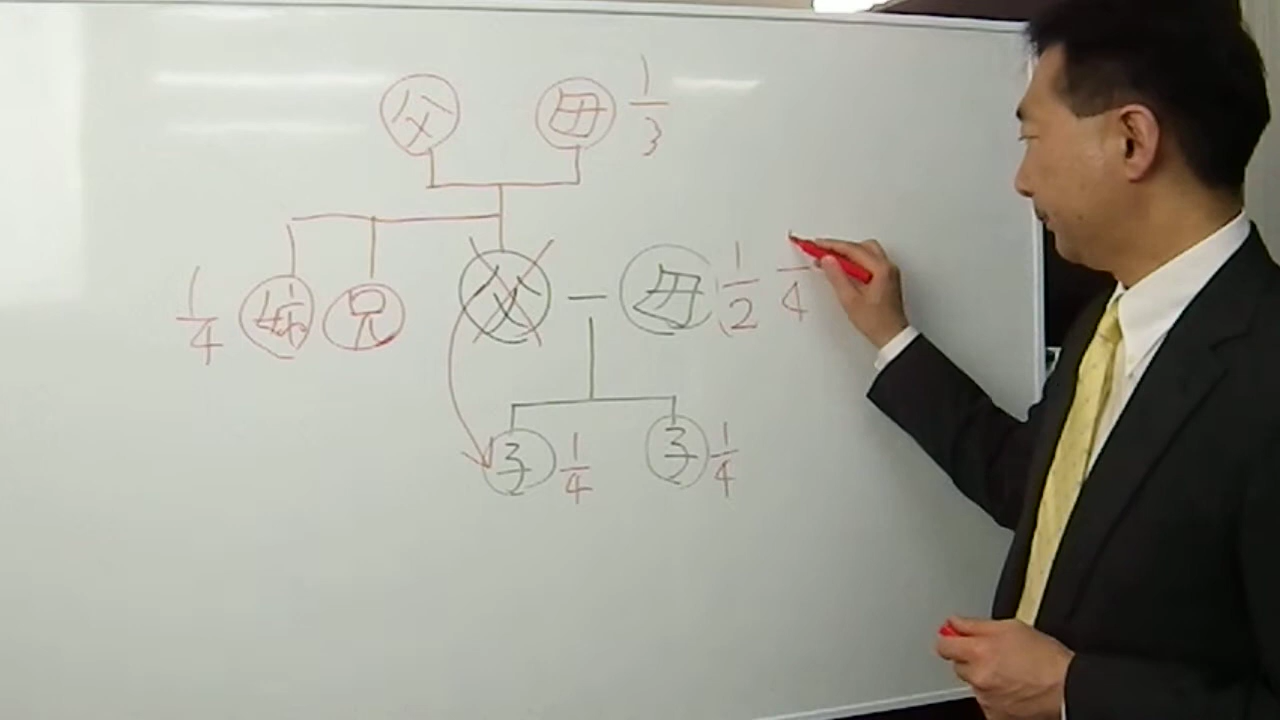 父 母 1/3
1/4 姉 兄 父 母 1/2 /4
子 1/4 子 1/4